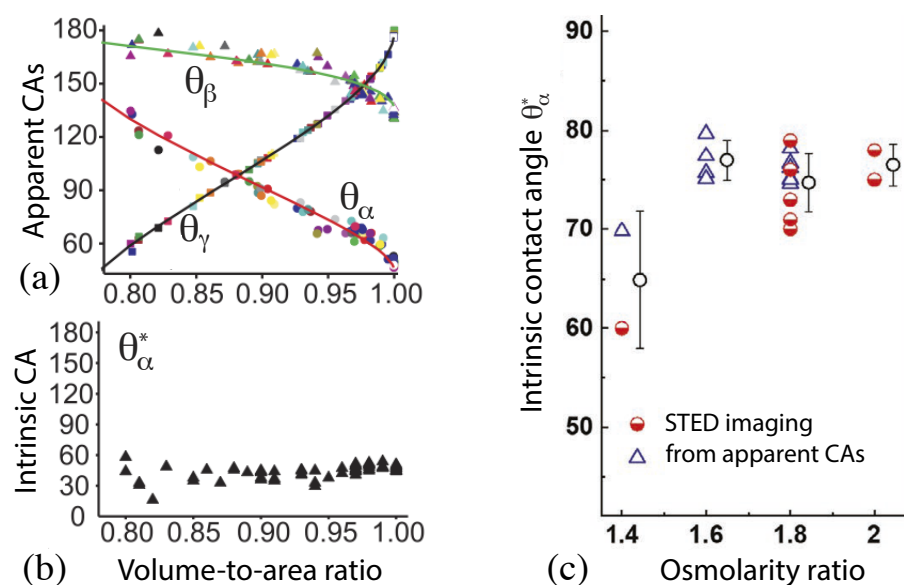 180
150
120
90
60
Apparent CAs
θβ
θα
θγ
(a)
0.80 0.85 0.90 0.95 1.00
180
150
120
90
60
30
0
Intrinsic CA
θα*
0.80 0.85 0.90 0.95 1.00
(b)
Volume-to-area ratio
90
80
70
60
50
Intrinsic contact angle θα*
STED imaging
from apparent CAs
1.4 1.6 1.8 2
(c)
Osmolarity ratio